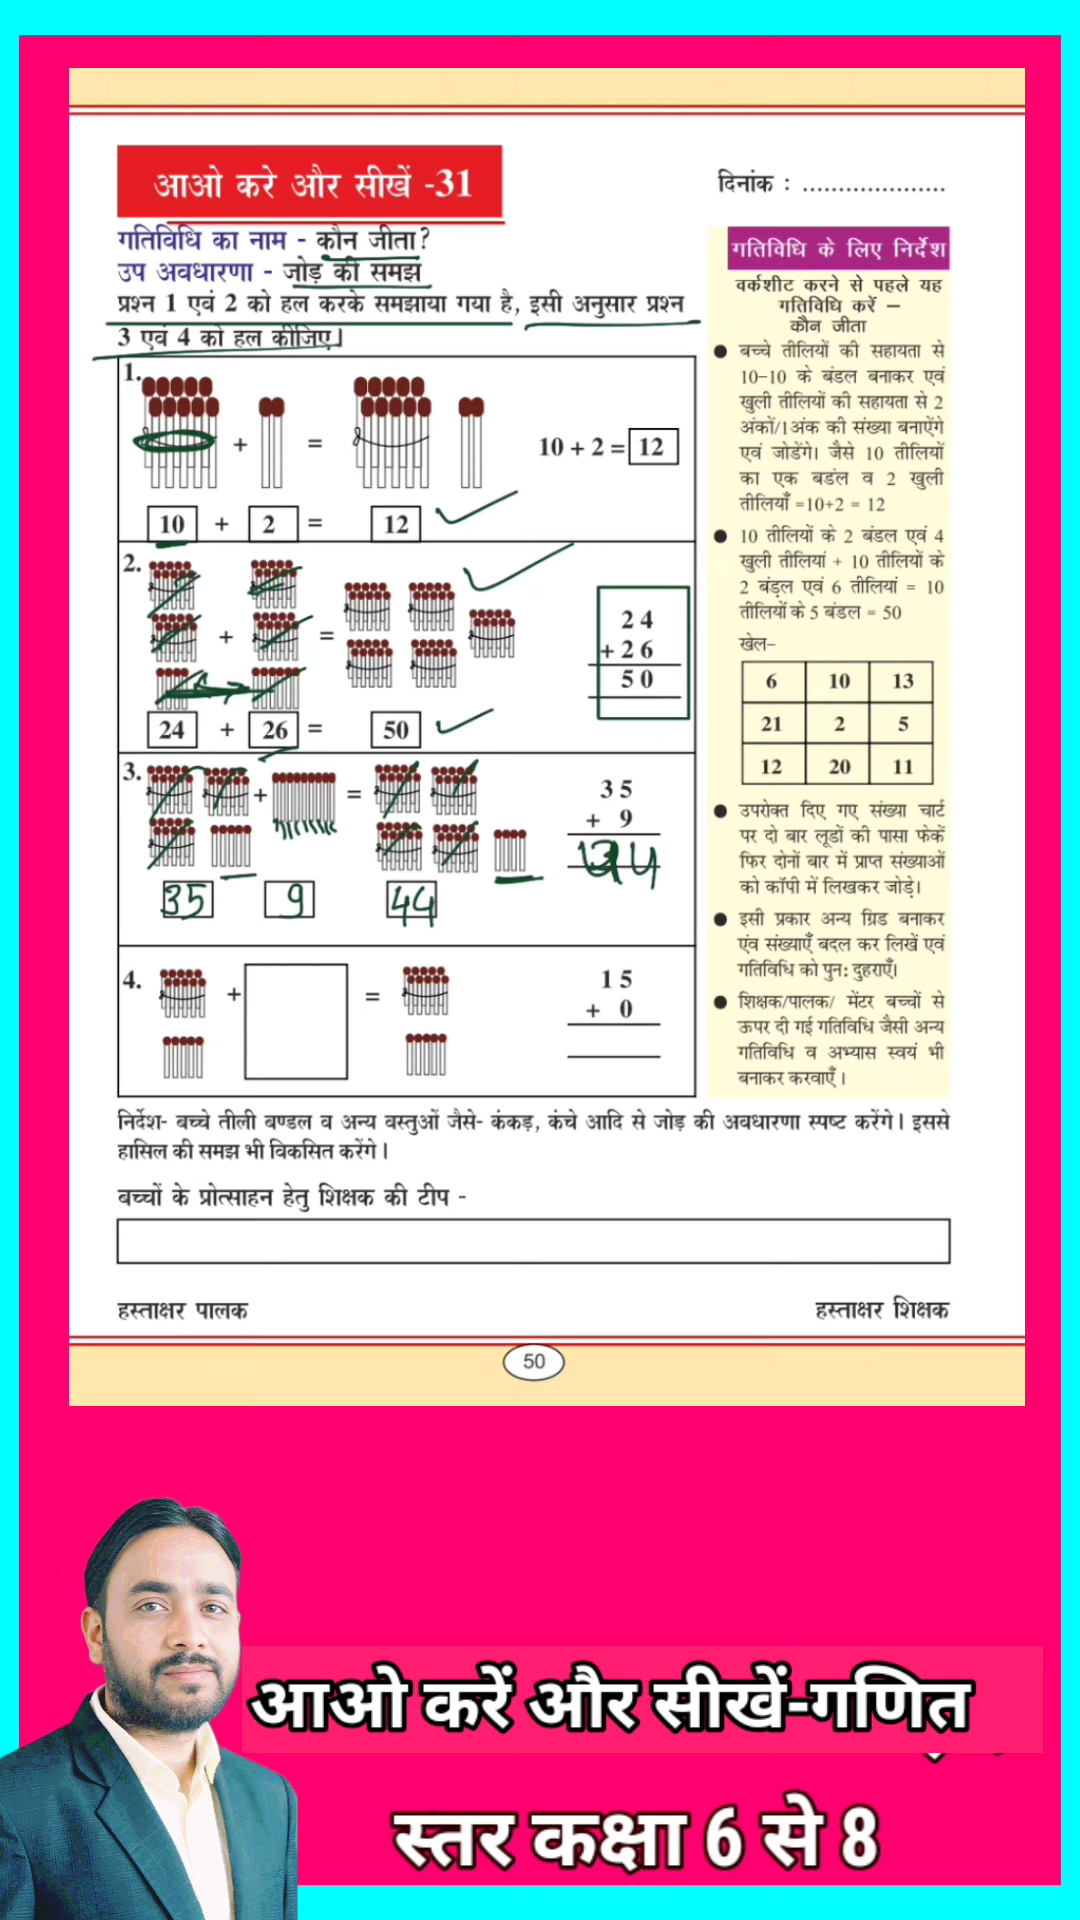 आओ करे और सीखें -31
दिनांक : ....................
गतिविधि का नाम - कौन जीता?
उप अवधारणा - जोड़ की समझ
प्रश्न 1 एवं 2 को हल करके समझाया गया है, इसी अनुसार प्रश्न
3 एवं 4 को हल कीजिए।
1.
+ =
10 + 2 = 12
10 + 2 = 12
2.
+ =
24
+ 26
50
24 + 26 = 50
3.
+ =
35
+ 9
35 9 44
4.
+ =
15
+ 0
गतिविधि के लिए निर्देश
वर्कशीट करने से पहले यह
गतिविधि करें –
कौन जीता
● बच्चे तीलियों की सहायता से
10–10 के बंडल बनाकर एवं
खुली तीलियों की सहायता से 2
अंकों/1अंक की संख्या बनाऐंगे
एवं जोडेंगे। जैसे 10 तीलियों
का एक बडंल व 2 खुली
तीलियाँ =10+2 = 12
● 10 तीलियों के 2 बंडल एवं 4
खुली तीलियां + 10 तीलियों के
2 बंड़ल एवं 6 तीलियां = 10
तीलियों के 5 बंडल = 50
खेल–
6 10 13
21 2 5
12 20 11
● उपरोक्त दिए गए संख्या चार्ट
पर दो बार लूडों की पासा फेकें
फिर दोनों बार में प्राप्त संख्याओं
को कॉपी में लिखकर जोड़े।
● इसी प्रकार अन्य ग्रिड बनाकर
एंव संख्याएँ बदल कर लिखें एवं
गतिविधि को पुन: दुहराएँ।
● शिक्षक/पालक/ मेंटर बच्चों से
ऊपर दी गई गतिविधि जैसी अन्य
गतिविधि व अभ्यास स्वयं भी
बनाकर करवाएँ।
निर्देश- बच्चे तीली बण्डल व अन्य वस्तुओं जैसे- कंकड़, कंचे आदि से जोड़ की अवधारणा स्पष्ट करेंगे। इससे
हासिल की समझ भी विकसित करेंगे।
बच्चों के प्रोत्साहन हेतु शिक्षक की टीप -
हस्ताक्षर पालक
हस्ताक्षर शिक्षक
50
आओ करें और सीखें-गणित
स्तर कक्षा 6 से 8